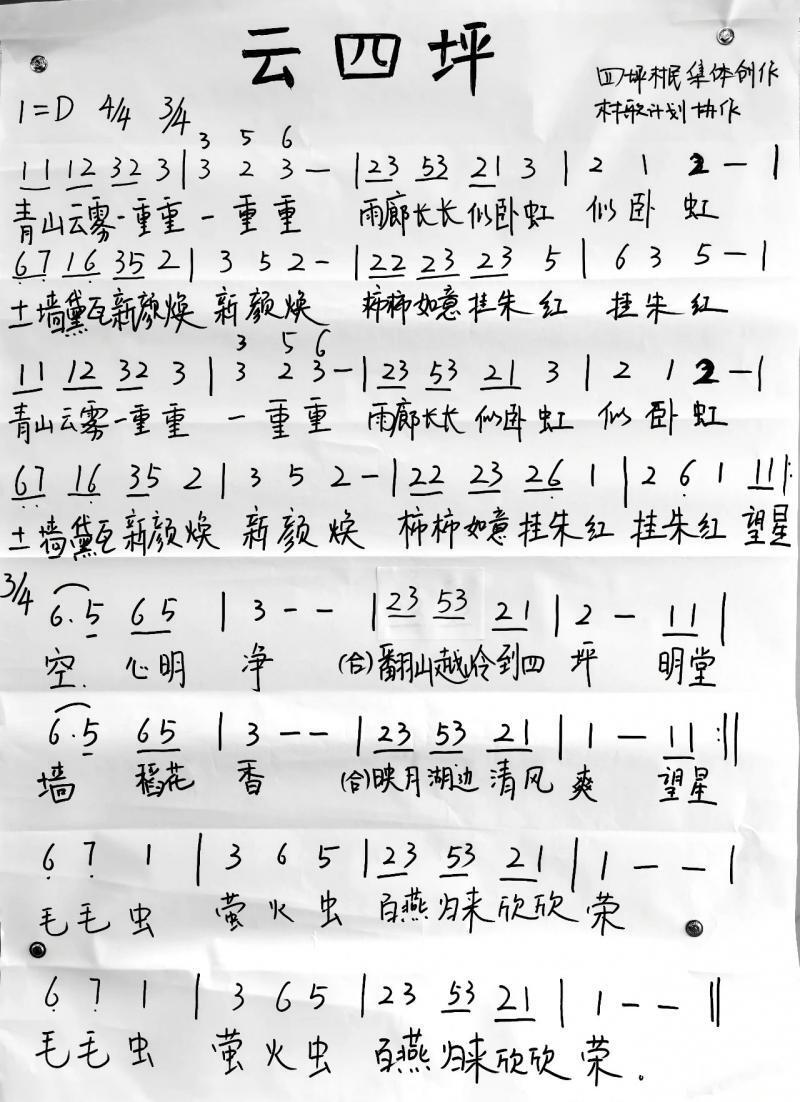 云四坪
四坪村民集体创作
村歌计划协作
1=D 4/4 3/4
3 5 6
11 12 32 3 | 3 2 3 — | 23 53 21 3 | 2 1 2 — |
青山云雾一重重 一重重 雨廊长长似卧虹 似卧虹
67 16 35 2 | 3 5 2 — | 22 23 23 5 | 6 3 5 — |
土墙黛瓦新颜焕 新颜焕 柿柿如意挂朱红 挂朱红
3 5 6
11 12 32 3 | 3 2 3 — | 23 53 21 3 | 2 1 2 — |
青山云雾一重重 一重重 雨廊长长似卧虹 似卧虹
67 16 35 2 | 3 5 2 — | 22 23 26 1 | 2 6 1 11 |:
土墙黛瓦新颜焕 新颜焕 柿柿如意挂朱红 挂朱红 望星
3/4 6.5 65 | 3 — — | 23 53 21 | 2 — 11 |
空. 心明净 (合)翻山越岭到四坪 明堂
6.5 65 | 3 — — | 23 53 21 | 1 — 11 :||
墙 稻花香 (合)映月湖边清风爽 望星
6 7 1 | 3 6 5 | 23 53 21 | 1 — — |
毛毛虫 萤火虫 百燕归来欣欣荣
6 7 1 | 3 6 5 | 23 53 21 | 1 — — ||
毛毛虫 萤火虫 百燕归来欣欣荣.